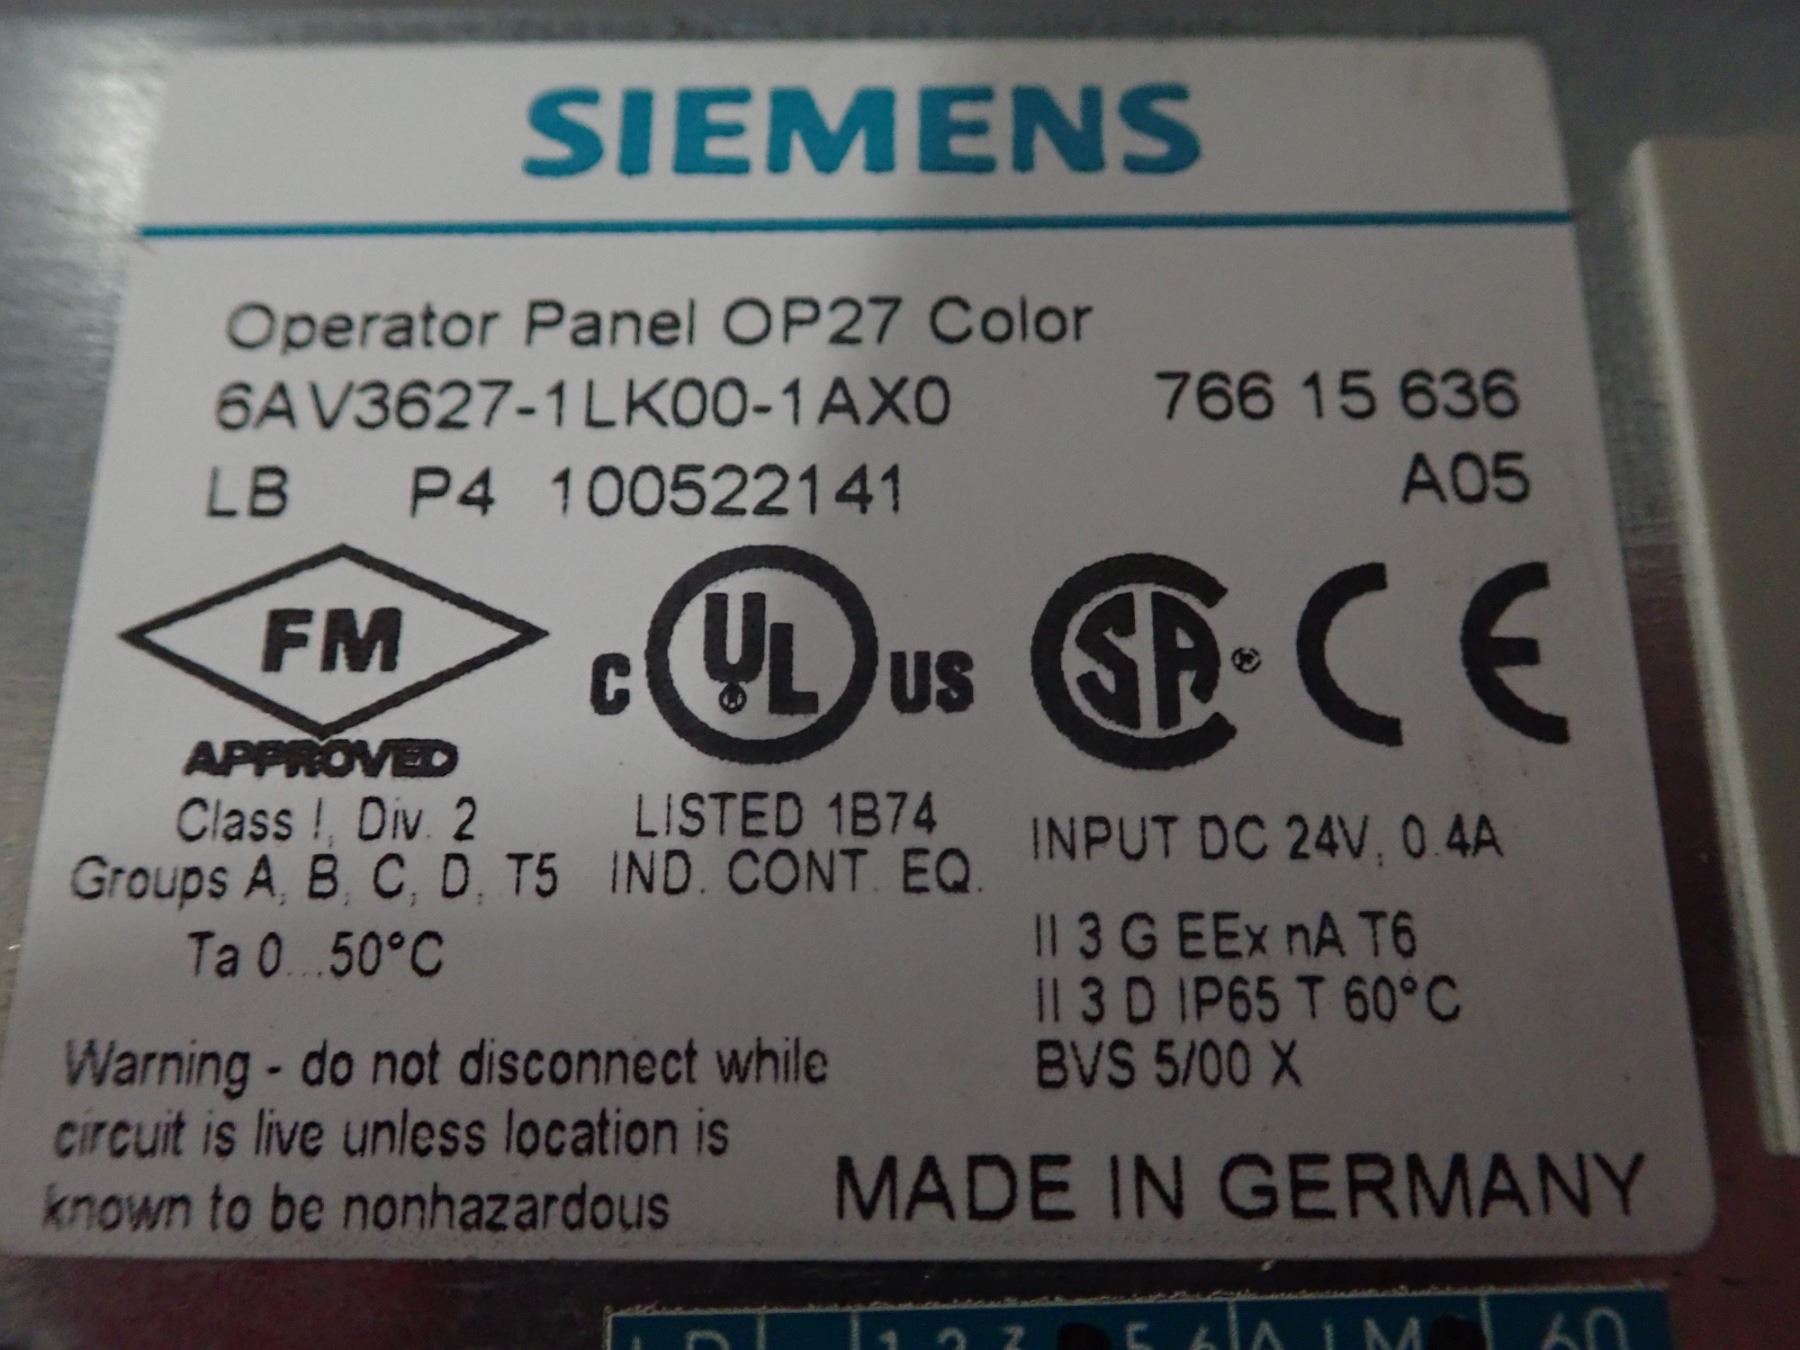 SIEMENS
Operator Panel OP27 Color
6AV3627-1LK00-1AX0 766 15 636
LB P4 100522141 A05
FM
APPROVED
Class I, Div. 2
Groups A, B, C, D, T5
Ta 0...50°C
C UL US
LISTED 1B74
IND. CONT. EQ.
SA ® CE
INPUT DC 24V, 0.4A
II 3 G EEx nA T6
II 3 D IP65 T 60°C
BVS 5/00 X
Warning - do not disconnect while
circuit is live unless location is
known to be nonhazardous
MADE IN GERMANY